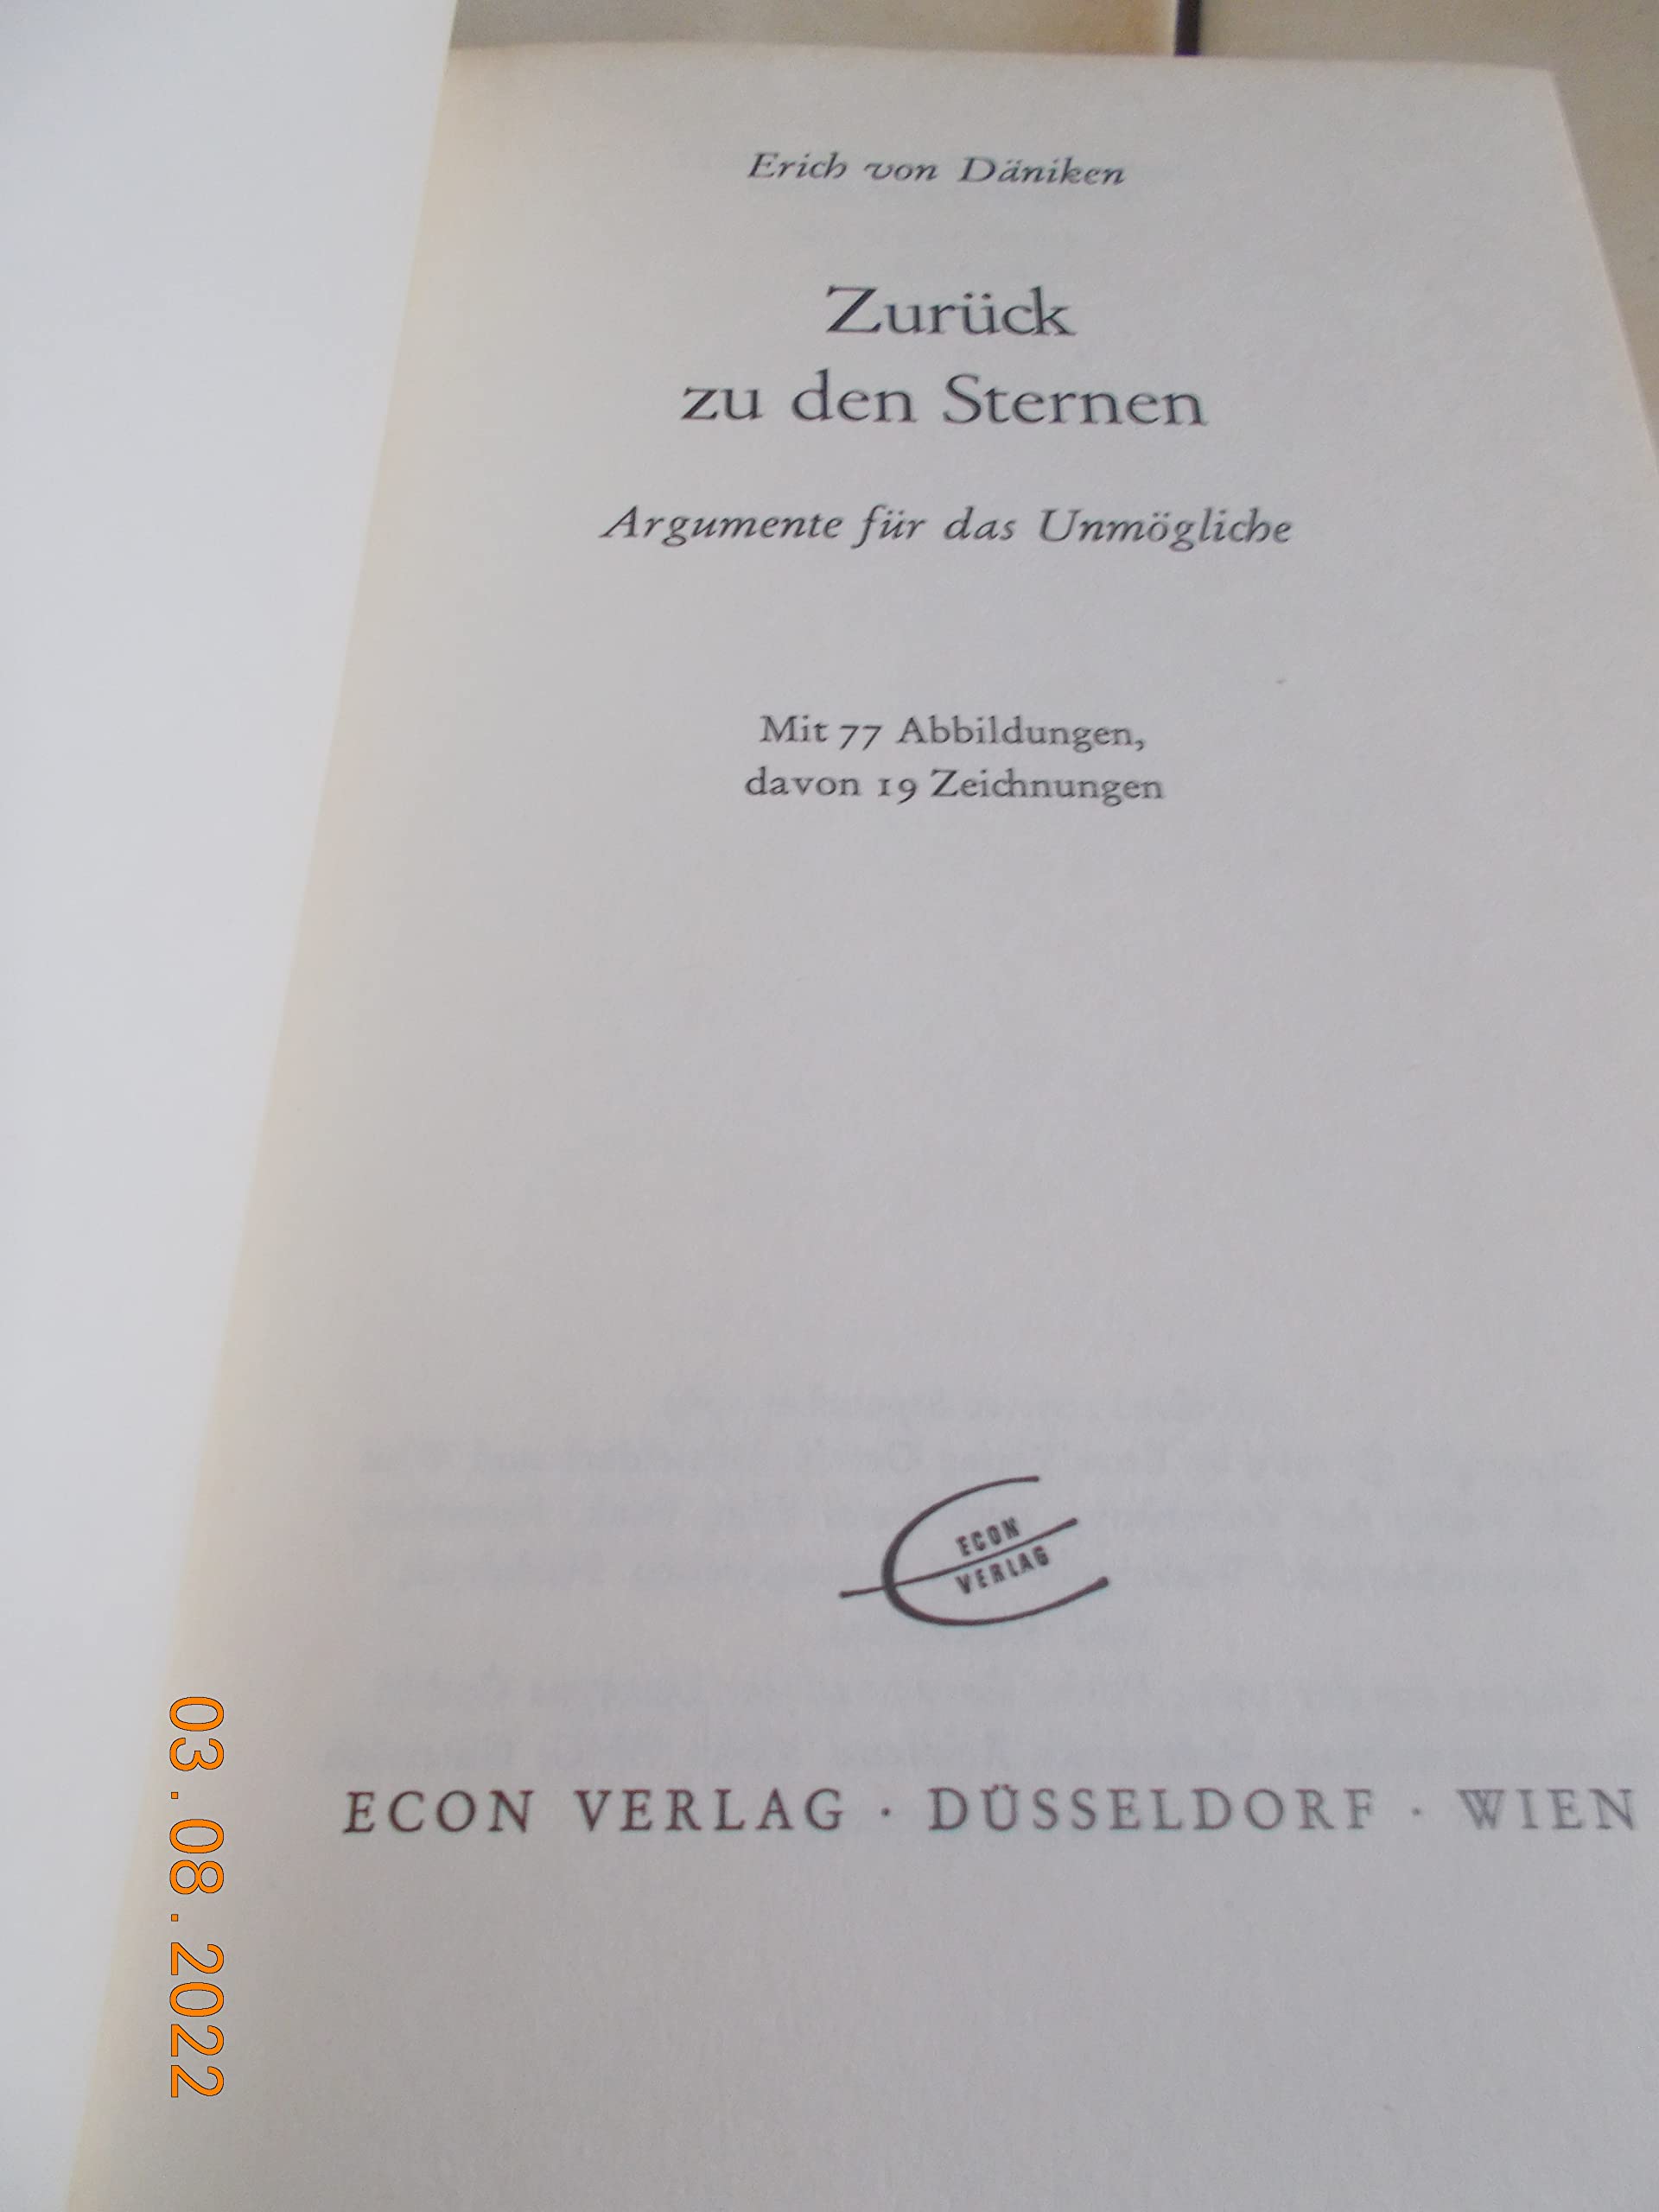 Erich von Däniken
Zurück
zu den Sternen
Argumente für das Unmögliche
Mit 77 Abbildungen,
davon 19 Zeichnungen
ECON
VERLAG
ECON VERLAG · DÜSSELDORF · WIEN
03.08.2022